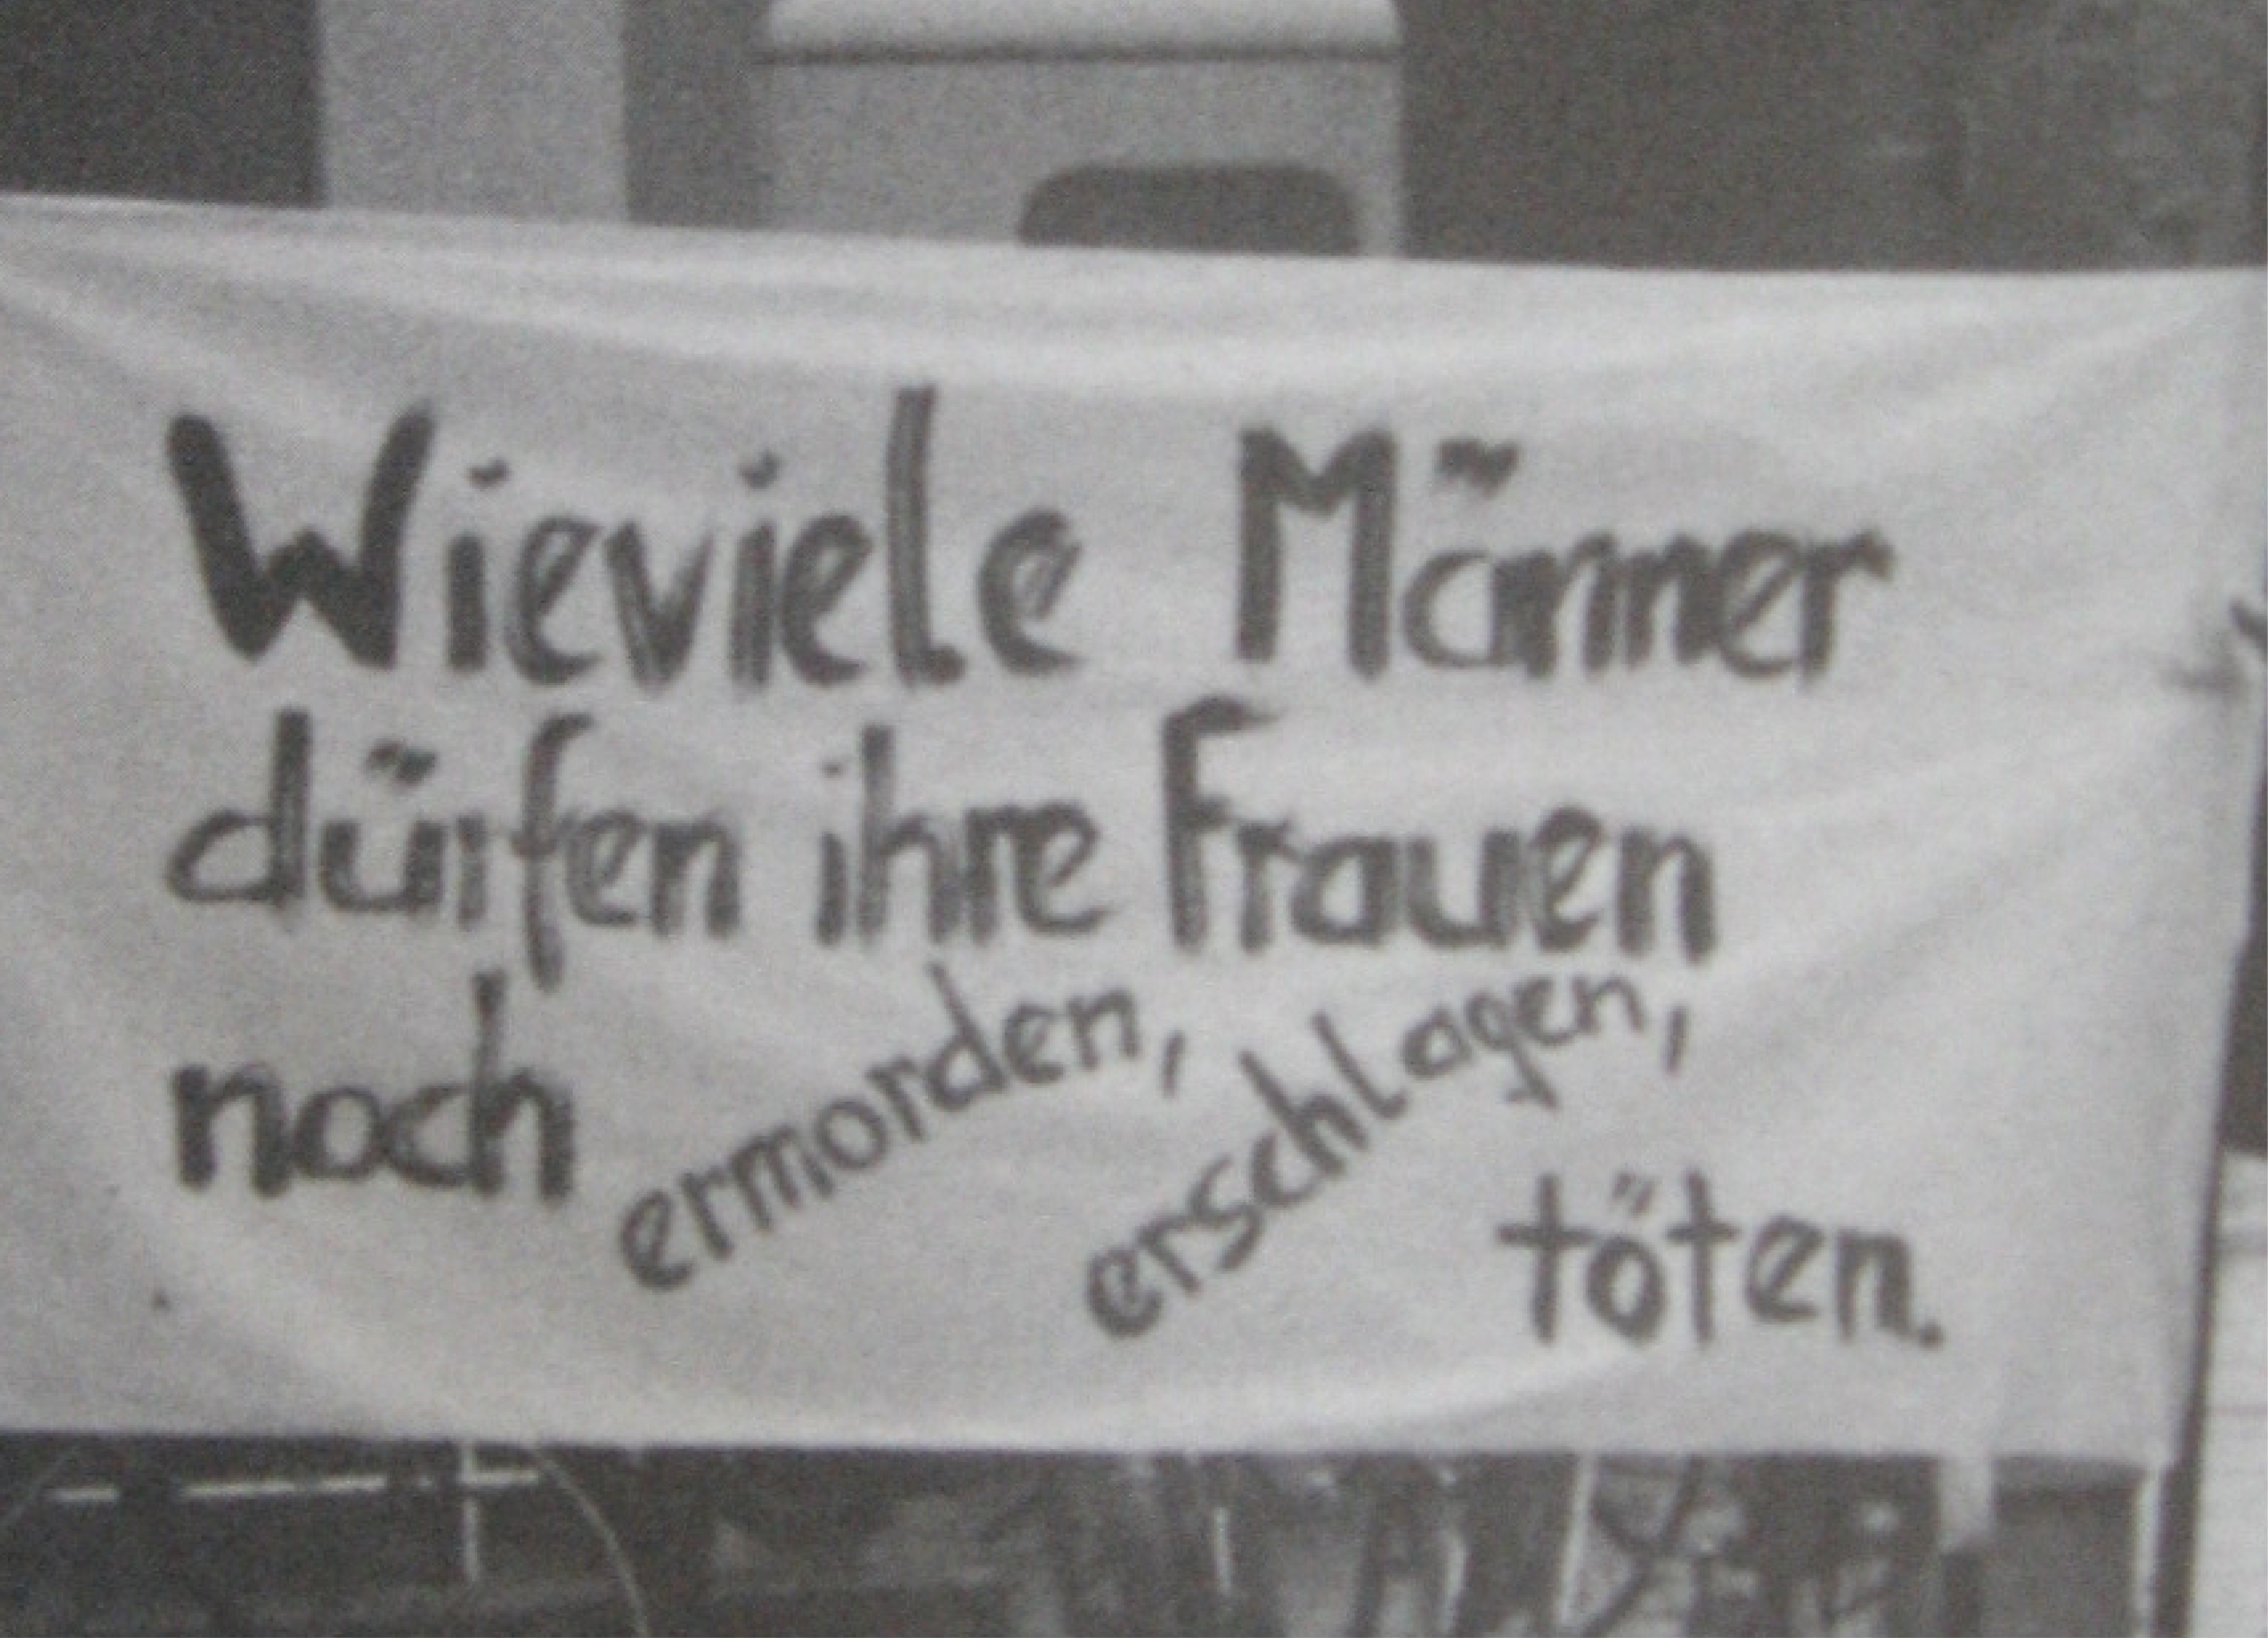 Wieviele Männer
dürfen ihre Frauen
noch ermorden, erschlagen,
töten.